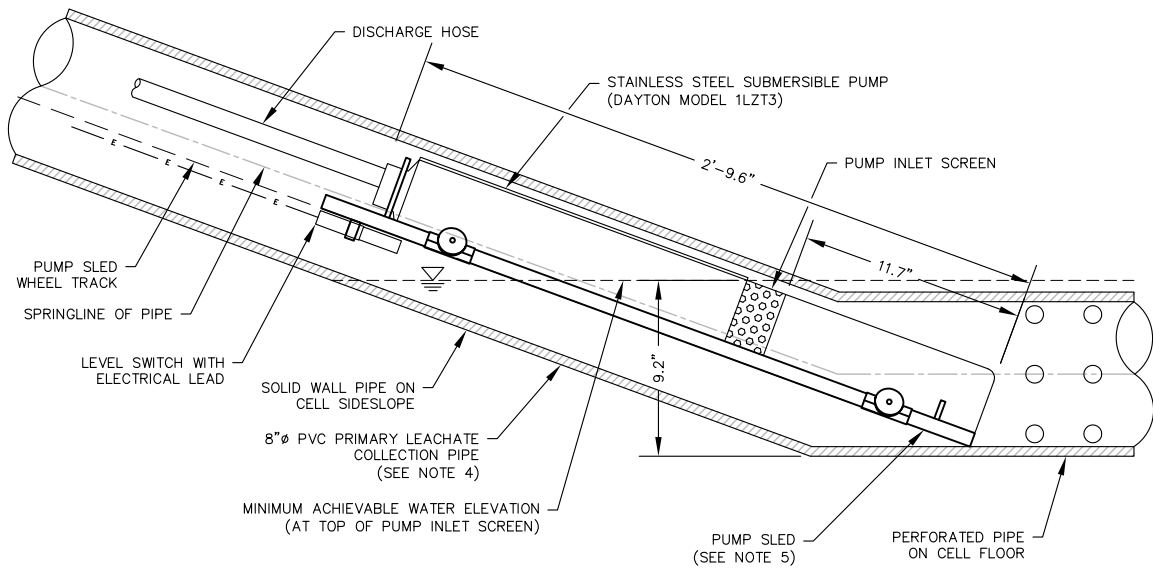 DISCHARGE HOSE
STAINLESS STEEL SUBMERSIBLE PUMP
(DAYTON MODEL 1LZT3)
2'-9.6"
PUMP INLET SCREEN
11.7"
E
E
E
E
PUMP SLED
WHEEL TRACK
SPRINGLINE OF PIPE
LEVEL SWITCH WITH
ELECTRICAL LEAD
SOLID WALL PIPE ON
CELL SIDESLOPE
9.2"
8"ø PVC PRIMARY LEACHATE
COLLECTION PIPE
(SEE NOTE 4)
MINIMUM ACHIEVABLE WATER ELEVATION
(AT TOP OF PUMP INLET SCREEN)
PUMP SLED
(SEE NOTE 5)
PERFORATED PIPE
ON CELL FLOOR